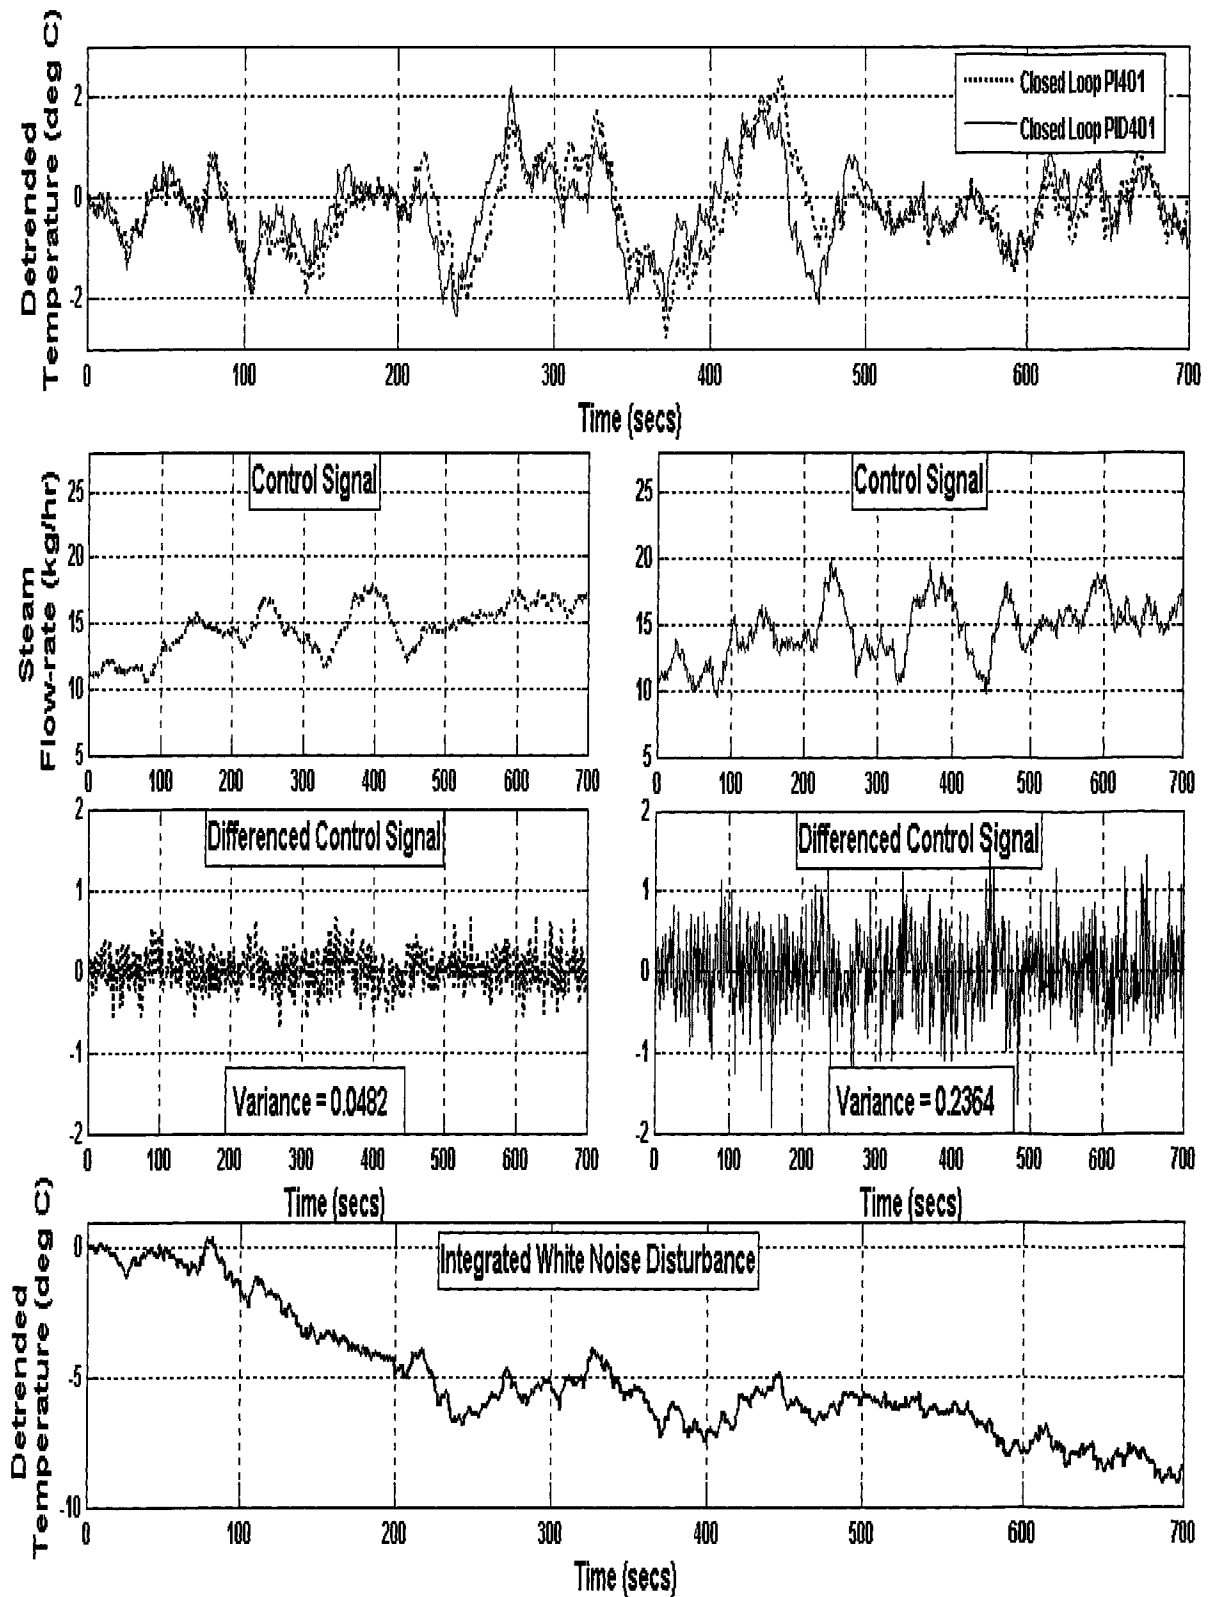 Detrended
Temperature (deg C)
2
0
-2
Closed Loop PI401
Closed Loop PID401
0 100 200 300 400 500 600 700
Time (secs)
Steam
Flow-rate (kg/hr)
Control Signal
25
20
15
10
5
0 100 200 300 400 500 600 700
Control Signal
25
20
15
10
5
0 100 200 300 400 500 600 700
Differenced Control Signal
2
1
0
-1
-2
Variance = 0.0482
0 100 200 300 400 500 600 700
Time (secs)
Differenced Control Signal
2
1
0
-1
-2
Variance = 0.2364
0 100 200 300 400 500 600 700
Time (secs)
Detrended
Temperature (deg C)
Integrated White Noise Disturbance
0
-5
-10
0 100 200 300 400 500 600 700
Time (secs)